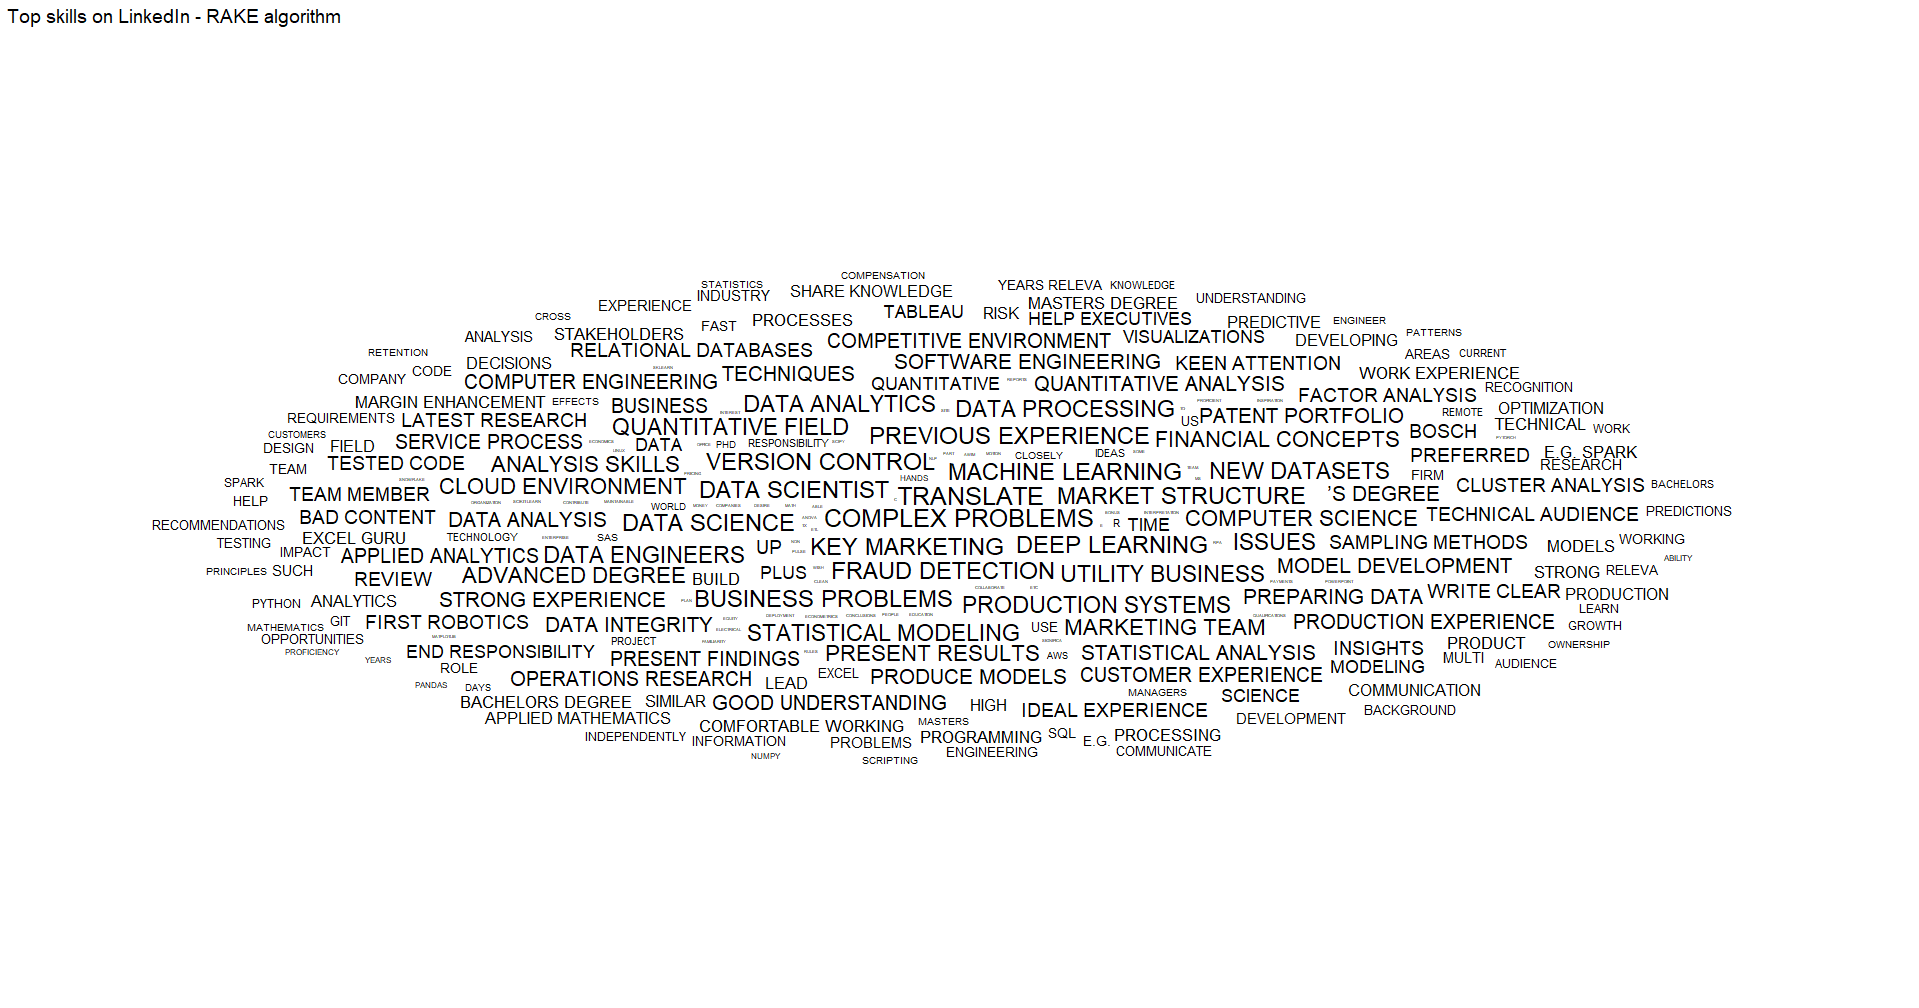 Top skills on LinkedIn - RAKE algorithm
COMPENSATION
STATISTICS
YEARS RELEVA KNOWLEDGE
INDUSTRY SHARE KNOWLEDGE
EXPERIENCE MASTERS DEGREE UNDERSTANDING
CROSS TABLEAU RISK HELP EXECUTIVES
FAST PROCESSES PREDICTIVE ENGINEER
ANALYSIS STAKEHOLDERS COMPETITIVE ENVIRONMENT VISUALIZATIONS DEVELOPING PATTERNS
RETENTION RELATIONAL DATABASES AREAS CURRENT
DECISIONS SOFTWARE ENGINEERING KEEN ATTENTION
COMPANY CODE COMPUTER ENGINEERING TECHNIQUES QUANTITATIVE QUANTITATIVE ANALYSIS WORK EXPERIENCE
FACTOR ANALYSIS RECOGNITION
MARGIN ENHANCEMENT EFFECTS BUSINESS DATA ANALYTICS DATA PROCESSING OPTIMIZATION
REQUIREMENTS LATEST RESEARCH US PATENT PORTFOLIO REMOTE TECHNICAL WORK
CUSTOMERS QUANTITATIVE FIELD PREVIOUS EXPERIENCE FINANCIAL CONCEPTS BOSCH
DESIGN FIELD SERVICE PROCESS DATA PHD RESPONSIBILITY
CLOSELY IDEAS PREFERRED E.G. SPARK
TEAM TESTED CODE ANALYSIS SKILLS VERSION CONTROL MACHINE LEARNING NEW DATASETS FIRM RESEARCH
SPARK CLOUD ENVIRONMENT DATA SCIENTIST HANDS CLUSTER ANALYSIS BACHELORS
HELP TEAM MEMBER TRANSLATE MARKET STRUCTURE ’S DEGREE
WORLD
RECOMMENDATIONS BAD CONTENT DATA ANALYSIS DATA SCIENCE COMPLEX PROBLEMS R TIME COMPUTER SCIENCE TECHNICAL AUDIENCE PREDICTIONS
TESTING EXCEL GURU TECHNOLOGY SAS
IMPACT APPLIED ANALYTICS DATA ENGINEERS UP KEY MARKETING DEEP LEARNING ISSUES SAMPLING METHODS MODELS WORKING
ABILITY
PRINCIPLES SUCH REVIEW ADVANCED DEGREE BUILD PLUS FRAUD DETECTION UTILITY BUSINESS MODEL DEVELOPMENT STRONG RELEVA
PYTHON ANALYTICS STRONG EXPERIENCE BUSINESS PROBLEMS PRODUCTION SYSTEMS PREPARING DATA WRITE CLEAR PRODUCTION
LEARN
MATHEMATICS GIT FIRST ROBOTICS DATA INTEGRITY STATISTICAL MODELING USE MARKETING TEAM PRODUCTION EXPERIENCE GROWTH
OPPORTUNITIES PROJECT PRODUCT OWNERSHIP
PROFICIENCY YEARS END RESPONSIBILITY PRESENT FINDINGS PRESENT RESULTS AWS STATISTICAL ANALYSIS INSIGHTS MULTI AUDIENCE
ROLE OPERATIONS RESEARCH LEAD EXCEL PRODUCE MODELS CUSTOMER EXPERIENCE MODELING
PANDAS DAYS MANAGERS SCIENCE COMMUNICATION
BACHELORS DEGREE SIMILAR GOOD UNDERSTANDING HIGH IDEAL EXPERIENCE BACKGROUND
APPLIED MATHEMATICS COMFORTABLE WORKING MASTERS DEVELOPMENT
INDEPENDENTLY INFORMATION PROBLEMS PROGRAMMING SQL E.G. PROCESSING
NUMPY SCRIPTING ENGINEERING COMMUNICATE